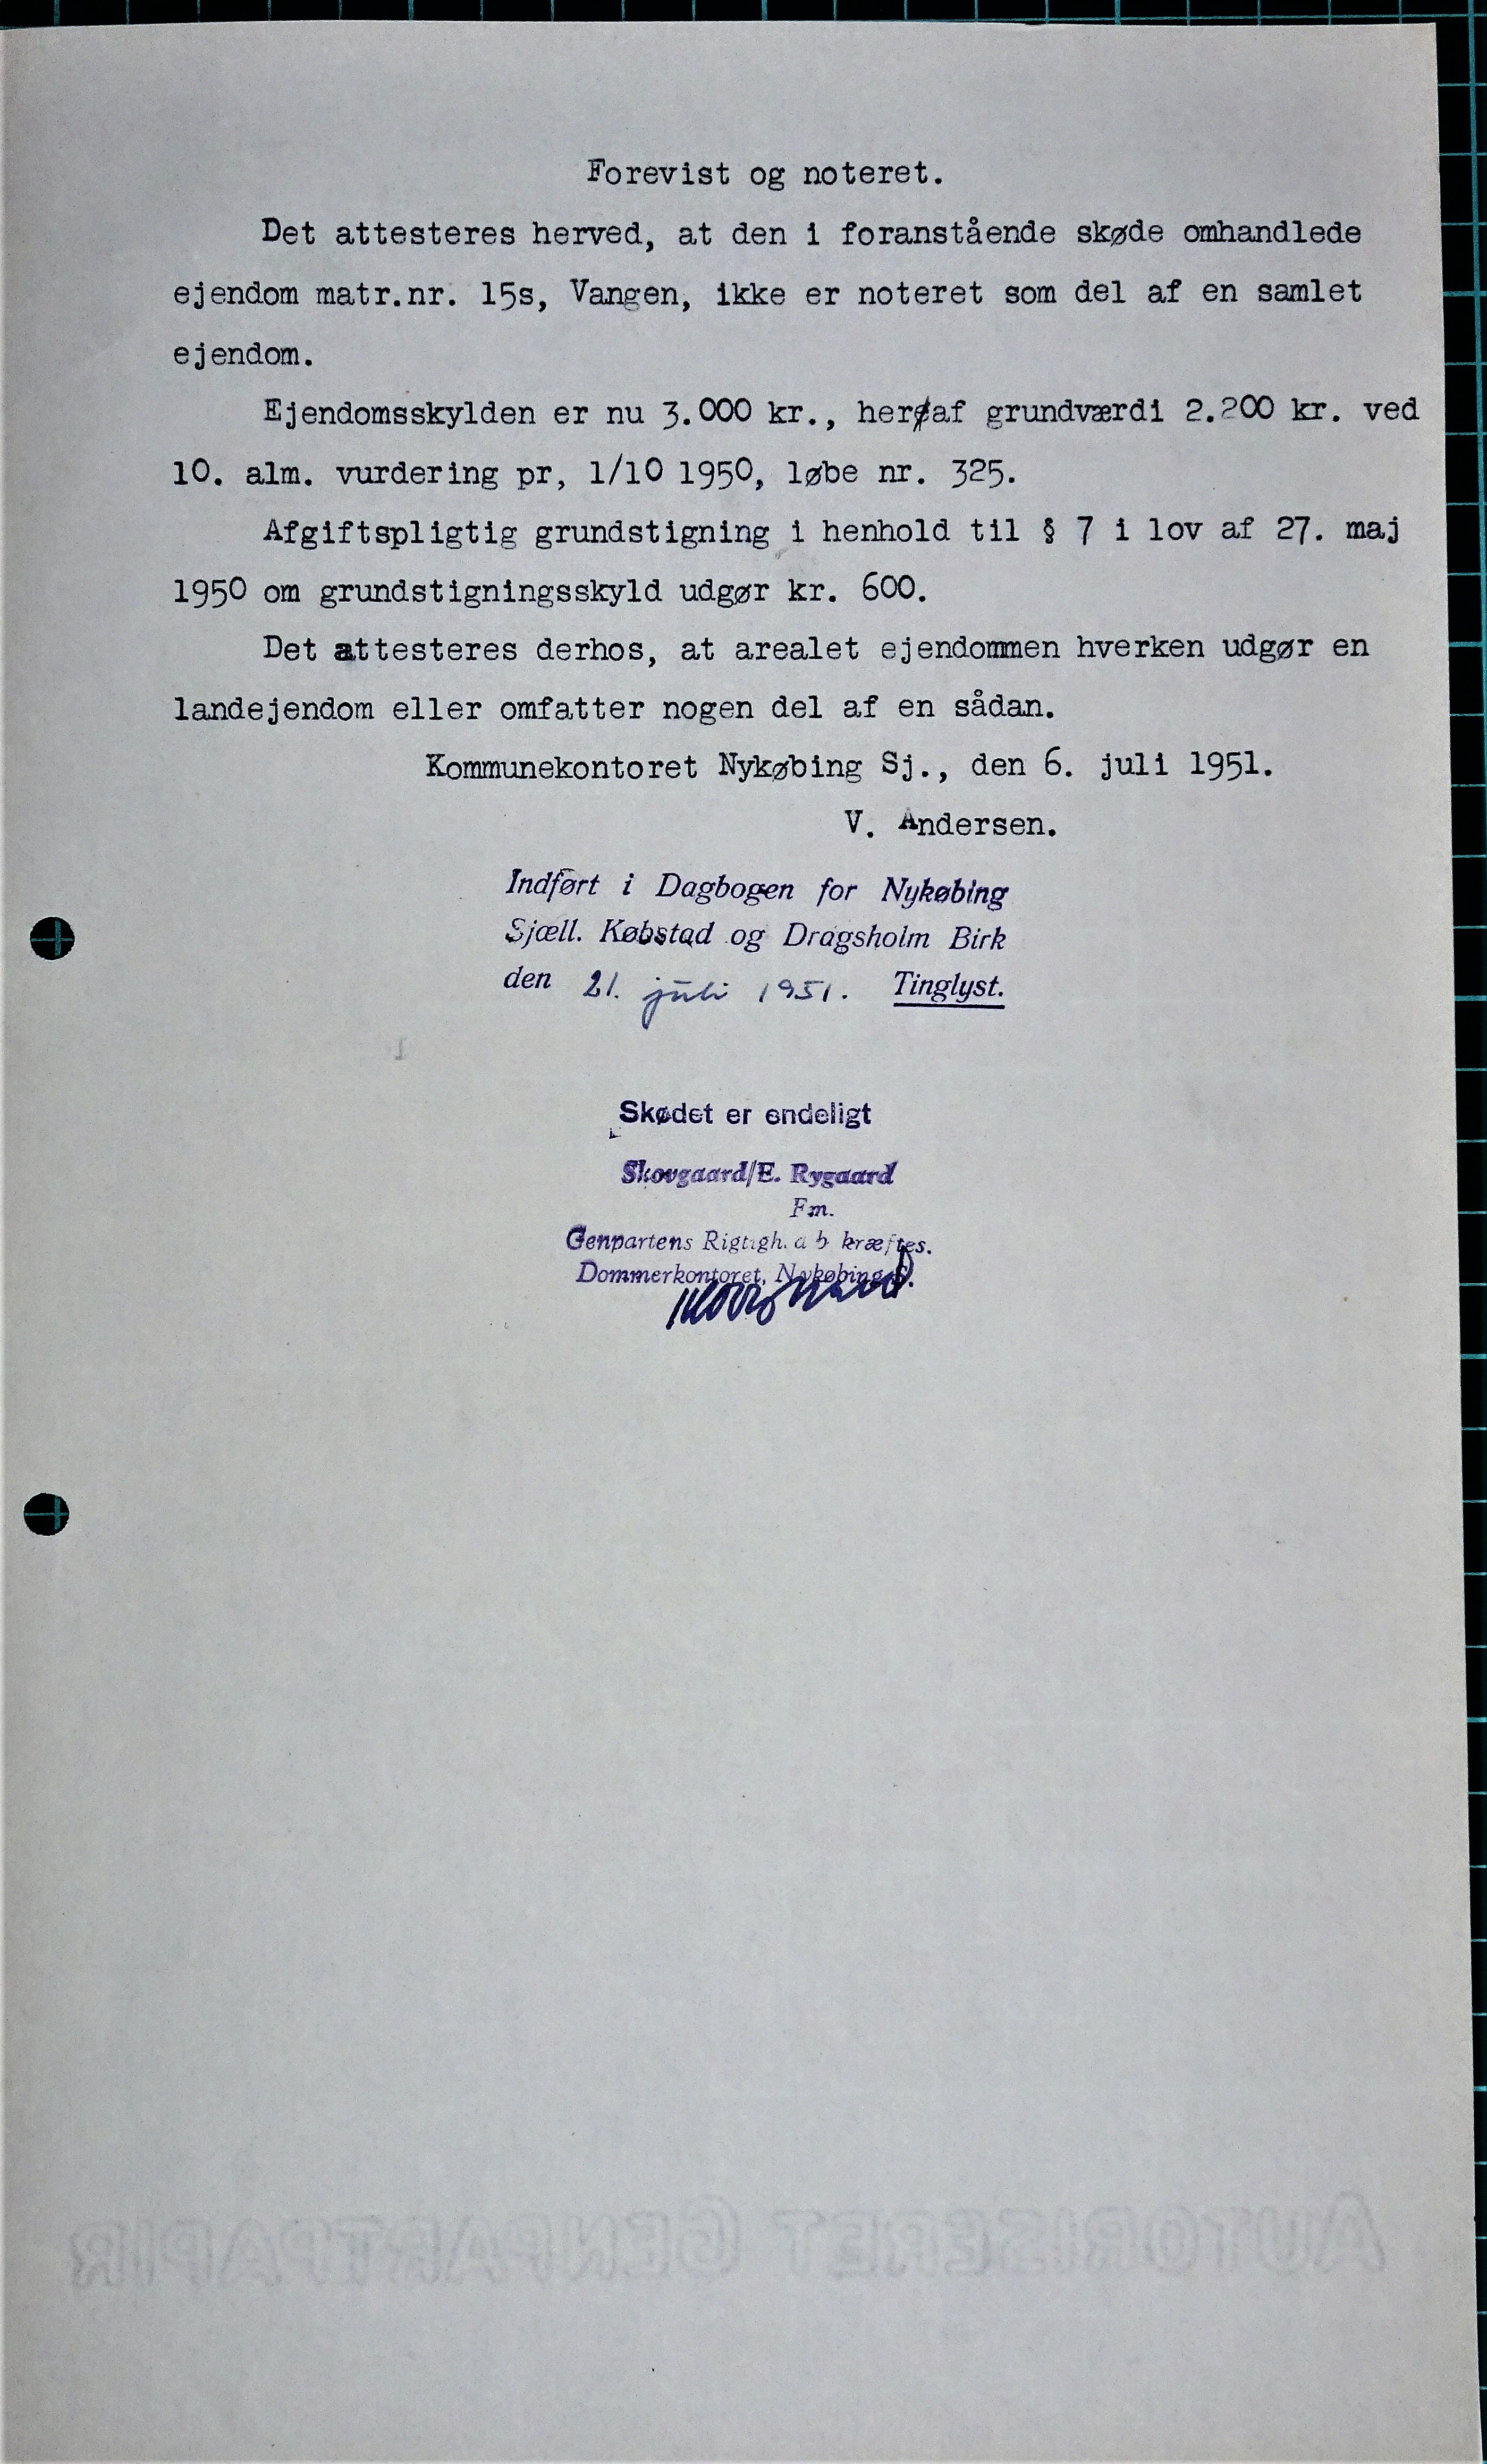 Forevist og noteret.
Det attesteres herved, at den i foranstående skøde omhandlede
ejendom matr.nr. 15s, Vangen, ikke er noteret som del af en samlet
ejendom.
Ejendomsskylden er nu 3.000 kr., heraf grundværdi 2.200 kr. ved
10. alm. vurdering pr, 1/10 1950, løbe nr. 325.
Afgiftspligtig grundstigning i henhold til § 7 i lov af 27. maj
1950 om grundstigningsskyld udgør kr. 600.
Det attesteres derhos, at arealet ejendommen hverken udgør en
landejendom eller omfatter nogen del af en sådan.
Kommunekontoret Nykøbing Sj., den 6. juli 1951.
V. Andersen.
Indført i Dagbogen for Nykøbing
Sjæll. Købstad og Dragsholm Birk
den 21. juli 1951. Tinglyst.
Skødet er endeligt
Skovgaard/E. Rygaard
Fm.
Genpartens Rigtigh. a b kræftes.
Dommerkontoret, Nykøbing S.
AUTORISERET GENPARTPAPIR